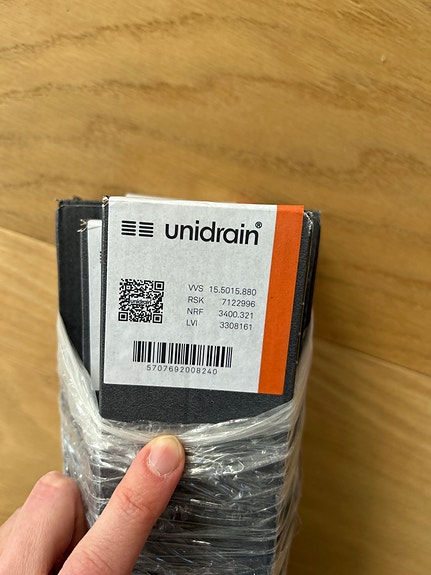 unidrain®
VVS 15.5015.880
RSK 7122996
NRF 3400.321
LVI 3308161
5707692008240